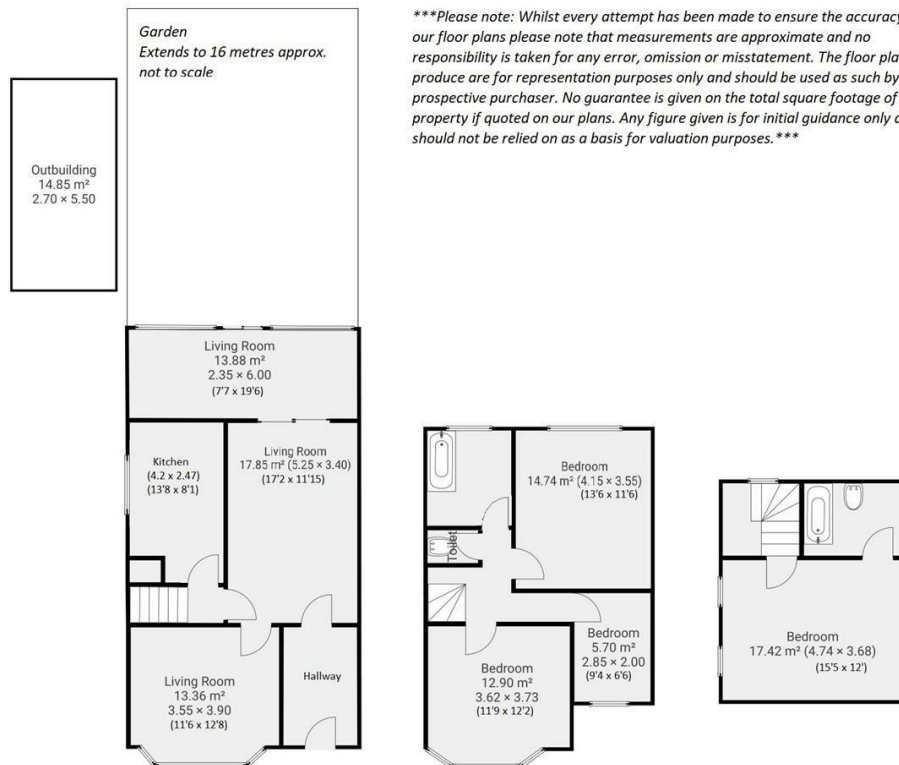 Garden
Extends to 16 metres approx.
not to scale
***Please note: Whilst every attempt has been made to ensure the accuracy
our floor plans please note that measurements are approximate and no
responsibility is taken for any error, omission or misstatement. The floor pla
produce are for representation purposes only and should be used as such by
prospective purchaser. No guarantee is given on the total square footage of
property if quoted on our plans. Any figure given is for initial guidance only a
should not be relied on as a basis for valuation purposes.***
Outbuilding
14.85 m²
2.70 × 5.50
Living Room
13.88 m²
2.35 × 6.00
(7'7 x 19'6)
Kitchen
(4.2 x 2.47)
(13'8 x 8'1)
Living Room
17.85 m² (5.25 × 3.40)
(17'2 x 11'15)
Living Room
13.36 m²
3.55 × 3.90
(11'6 x 12'8)
Hallway
Bedroom
14.74 m² (4.15 × 3.55)
(13'6 x 11'6)
Toilet
Bedroom
5.70 m²
2.85 × 2.00
(9'4 x 6'6)
Bedroom
12.90 m²
3.62 × 3.73
(11'9 x 12'2)
Bedroom
17.42 m² (4.74 × 3.68)
(15'5 x 12')